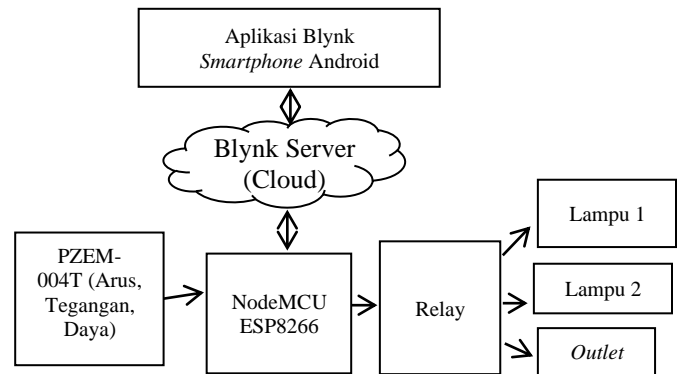 Aplikasi Blynk
Smartphone Android
Blynk Server
(Cloud)
PZEM-
004T (Arus,
Tegangan,
Daya)
NodeMCU
ESP8266
Relay
Lampu 1
Lampu 2
Outlet